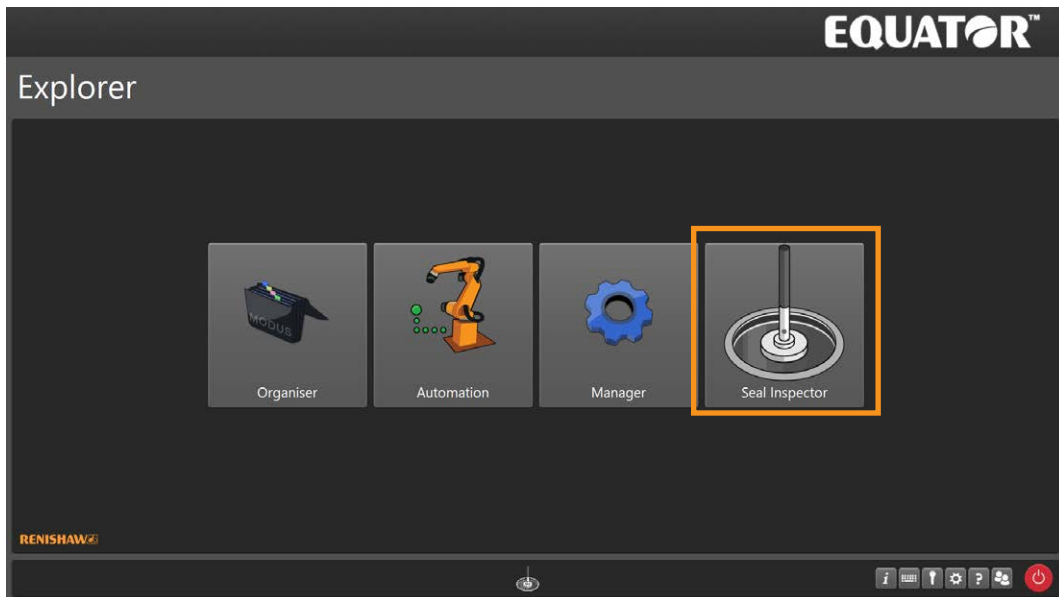 EQUATOR™
Explorer
MODUS
Organiser
Automation
Manager
Seal Inspector
RENISHAW
i
?